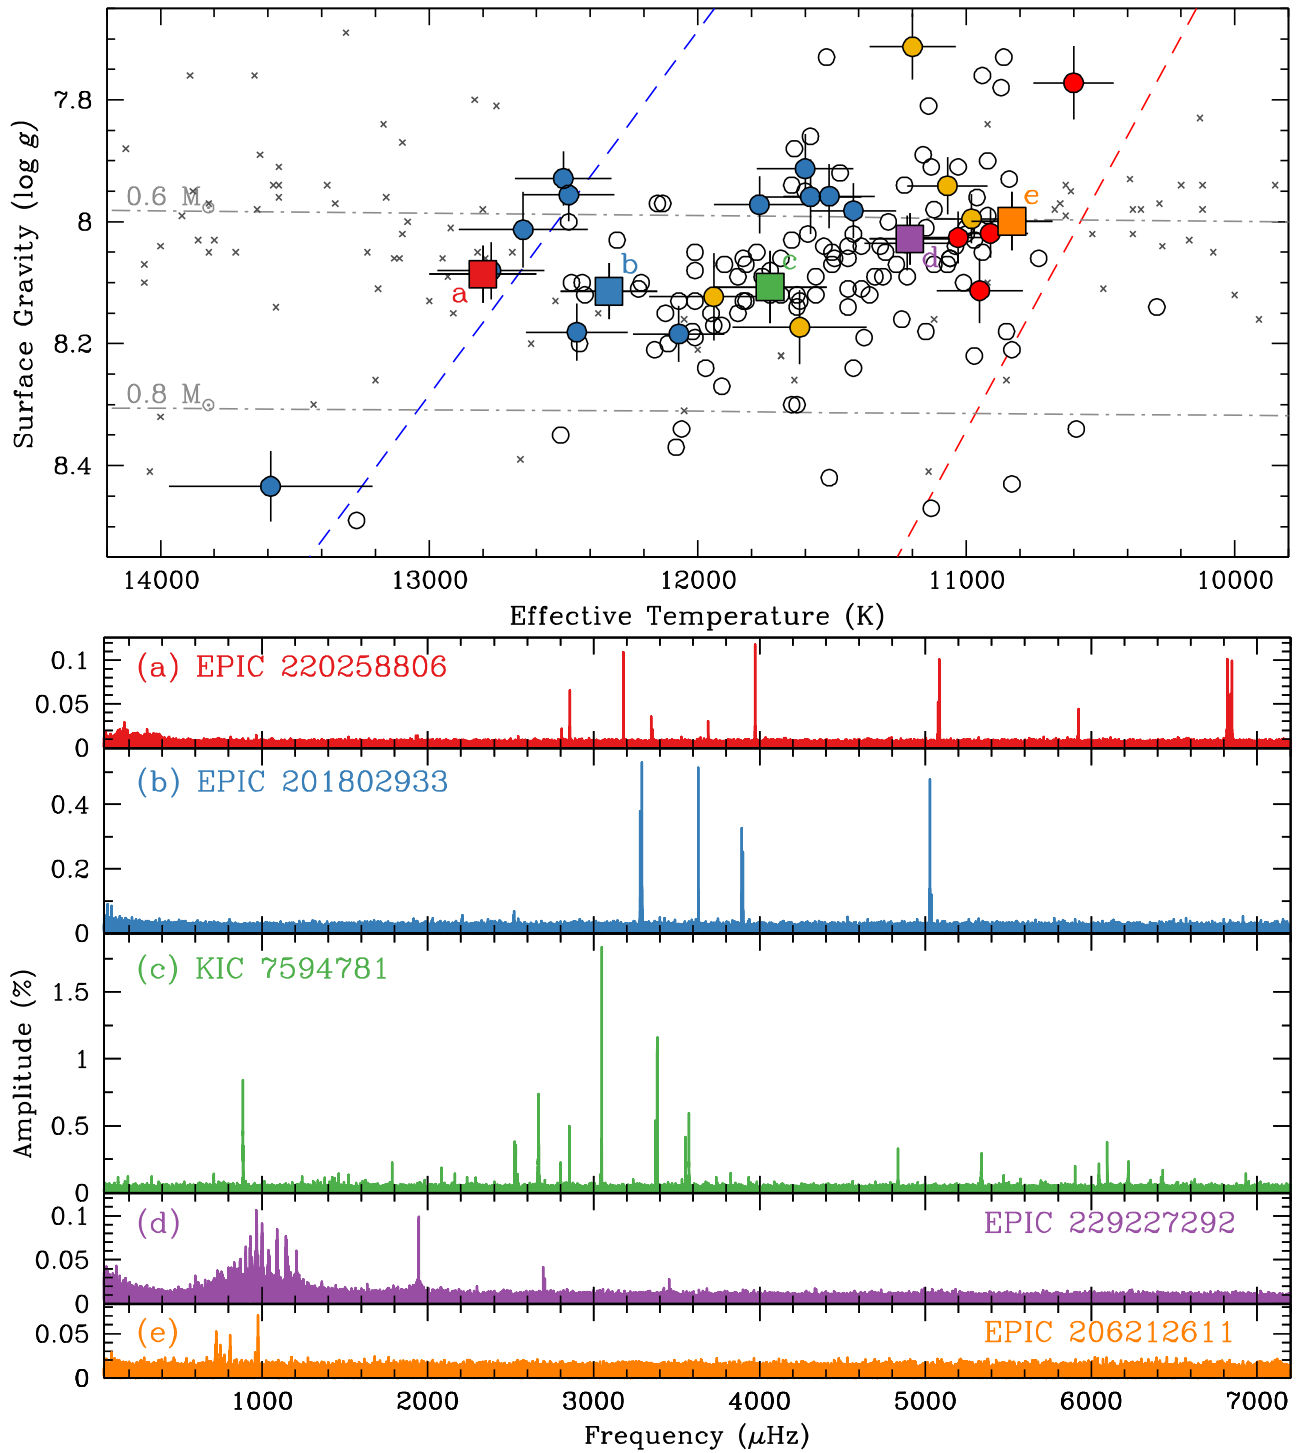 7.8
8
8.2
8.4
Surface Gravity (log g)
0.6 M⊙
0.8 M⊙
a
b
c
d
e
14000 13000 12000 11000 10000
Effective Temperature (K)
(a) EPIC 220258806
0.1
0.05
0
(b) EPIC 201802933
0.4
0.2
0
(c) KIC 7594781
1.5
1
0.5
0
Amplitude (%)
(d) EPIC 229227292
0.1
0.05
0
(e) EPIC 206212611
0.05
0
1000 2000 3000 4000 5000 6000 7000
Frequency (μHz)